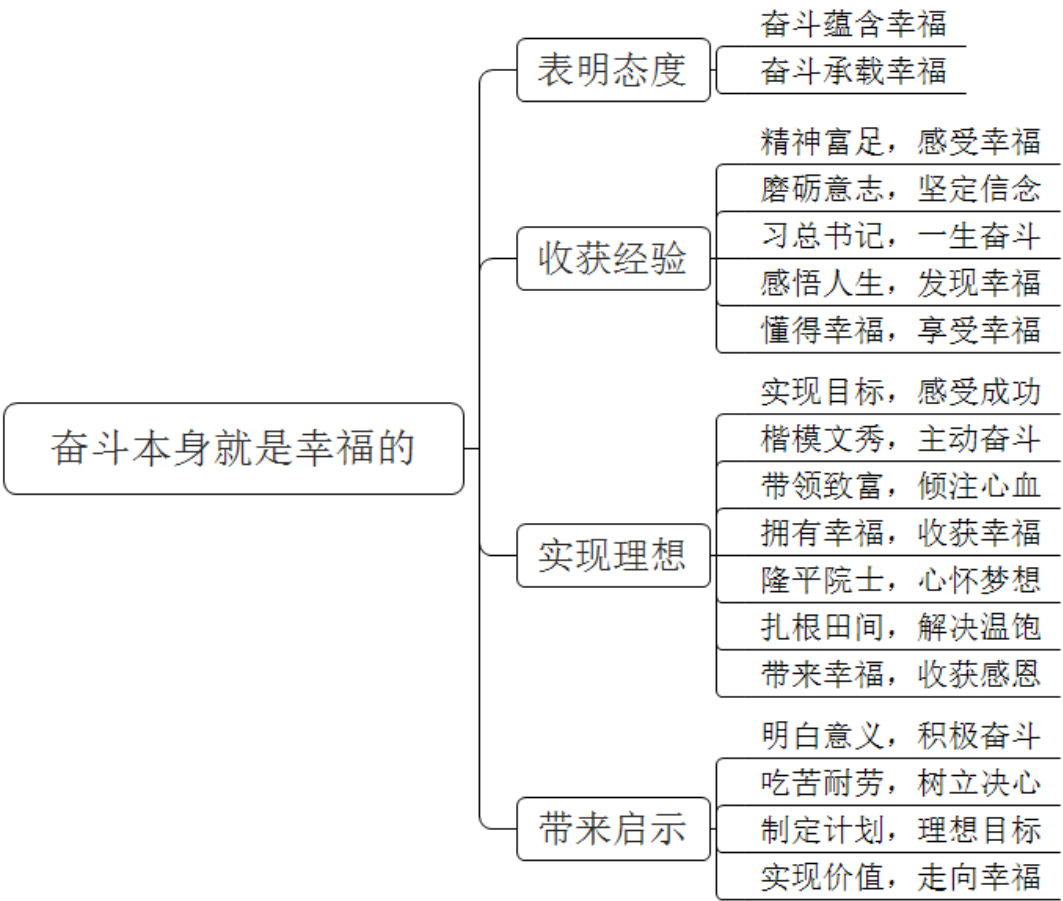 奋斗本身就是幸福的
表明态度
奋斗蕴含幸福
奋斗承载幸福
收获经验
精神富足，感受幸福
磨砺意志，坚定信念
习总书记，一生奋斗
感悟人生，发现幸福
懂得幸福，享受幸福
实现理想
实现目标，感受成功
楷模文秀，主动奋斗
带领致富，倾注心血
拥有幸福，收获幸福
隆平院士，心怀梦想
扎根田间，解决温饱
带来幸福，收获感恩
带来启示
明白意义，积极奋斗
吃苦耐劳，树立决心
制定计划，理想目标
实现价值，走向幸福